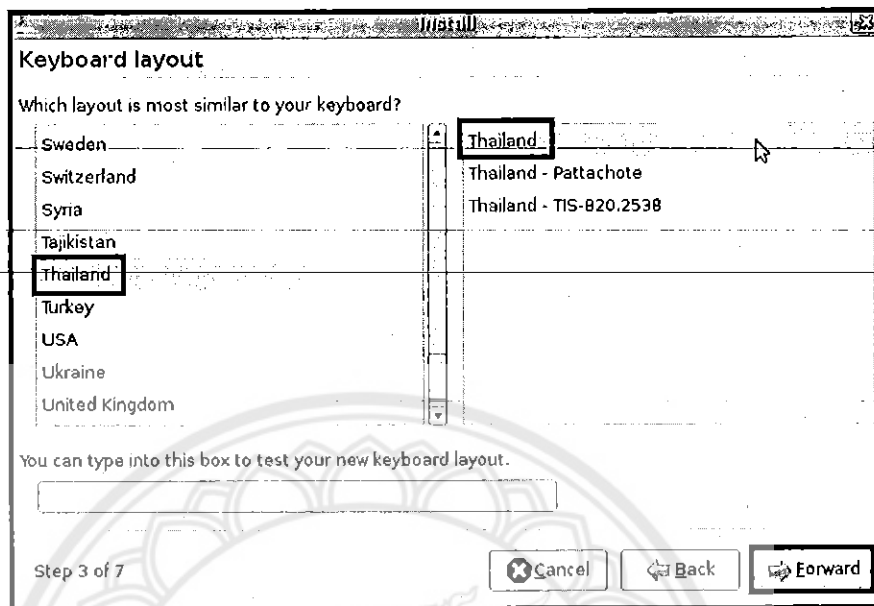 Install
Keyboard layout
Which layout is most similar to your keyboard?
Sweden
Switzerland
Syria
Tajikistan
Thailand
Turkey
USA
Ukraine
United Kingdom
Thailand
Thailand - Pattachote
Thailand - TIS-820.2538
You can type into this box to test your new keyboard layout.
Step 3 of 7
Cancel
Back
Forward